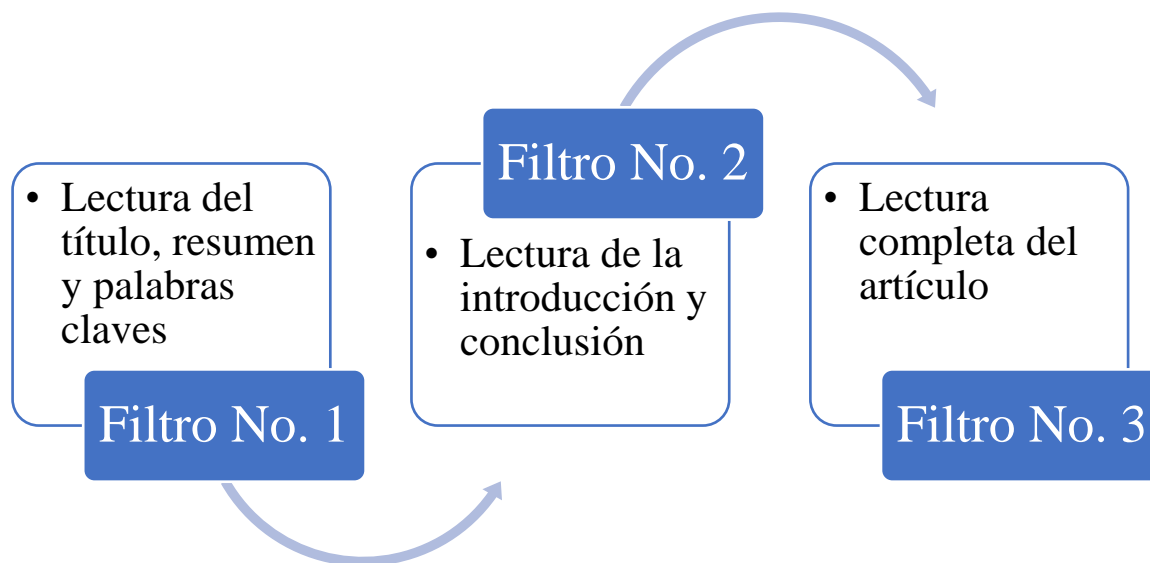 • Lectura del
título, resumen
y palabras
claves
Filtro No. 1
Filtro No. 2
• Lectura de la
introducción y
conclusión
• Lectura
completa del
artículo
Filtro No. 3